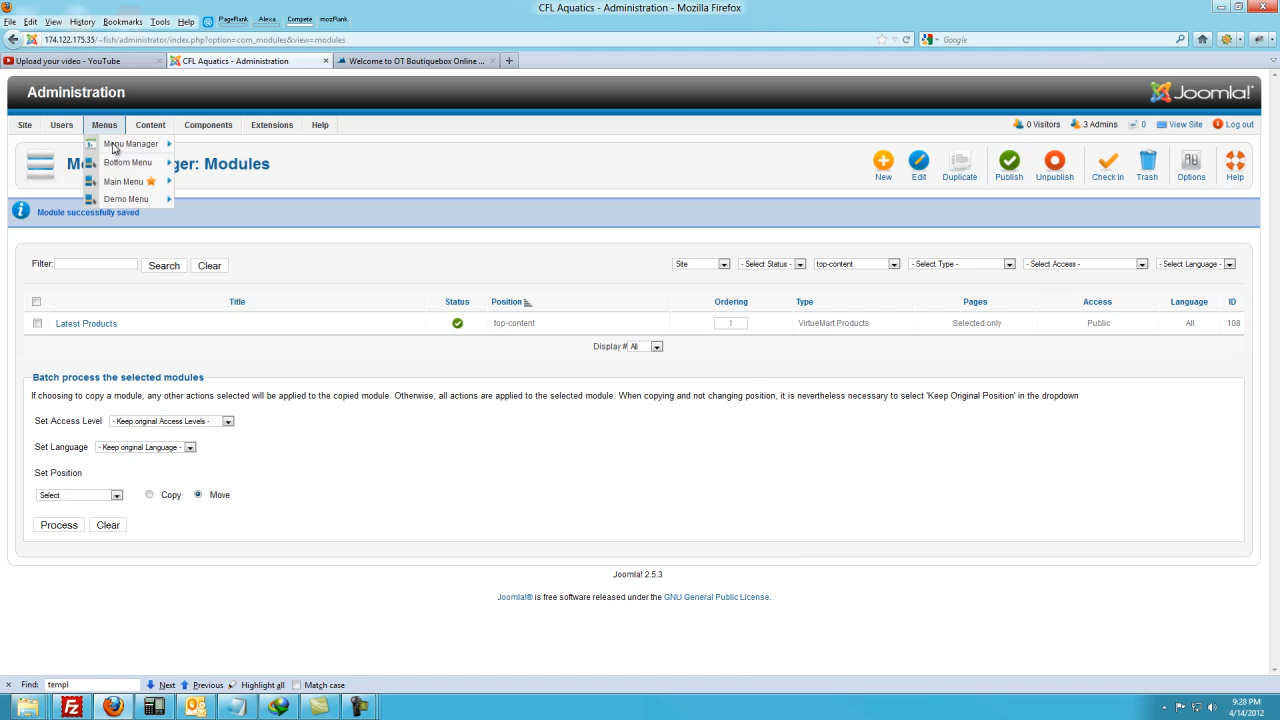 CFL Aquatics - Administration - Mozilla Firefox
File Edit View History Bookmarks Tools Help PageRank Alexa Compete mozRank
174.122.175.35/~fish/administrator/index.php?option=com_modules&view=modules Google
Upload your video - YouTube × CFL Aquatics - Administration × Welcome to OT Boutiquebox Online ... × +
Administration Joomla!
Site Users Menus Content Components Extensions Help 0 Visitors 3 Admins 0 View Site Log out
Menu Manager
Bottom Menu
Main Menu
Demo Menu
M ger: Modules
New Edit Duplicate Publish Unpublish Check In Trash Options Help
Module successfully saved
Filter: Search Clear Site - Select Status - top-content - Select Type - - Select Access - - Select Language -
Title Status Position Ordering Type Pages Access Language ID
Latest Products top-content 1 VirtueMart Products Selected only Public All 108
Display # All
Batch process the selected modules
If choosing to copy a module, any other actions selected will be applied to the copied module. Otherwise, all actions are applied to the selected module. When copying and not changing position, it is nevertheless necessary to select 'Keep Original Position' in the dropdown
Set Access Level - Keep original Access Levels -
Set Language - Keep original Language -
Set Position
Select Copy Move
Process Clear
Joomla! 2.5.3
Joomla!® is free software released under the GNU General Public License.
× Find: templ Next Previous Highlight all Match case
9:28 PM
4/14/2012